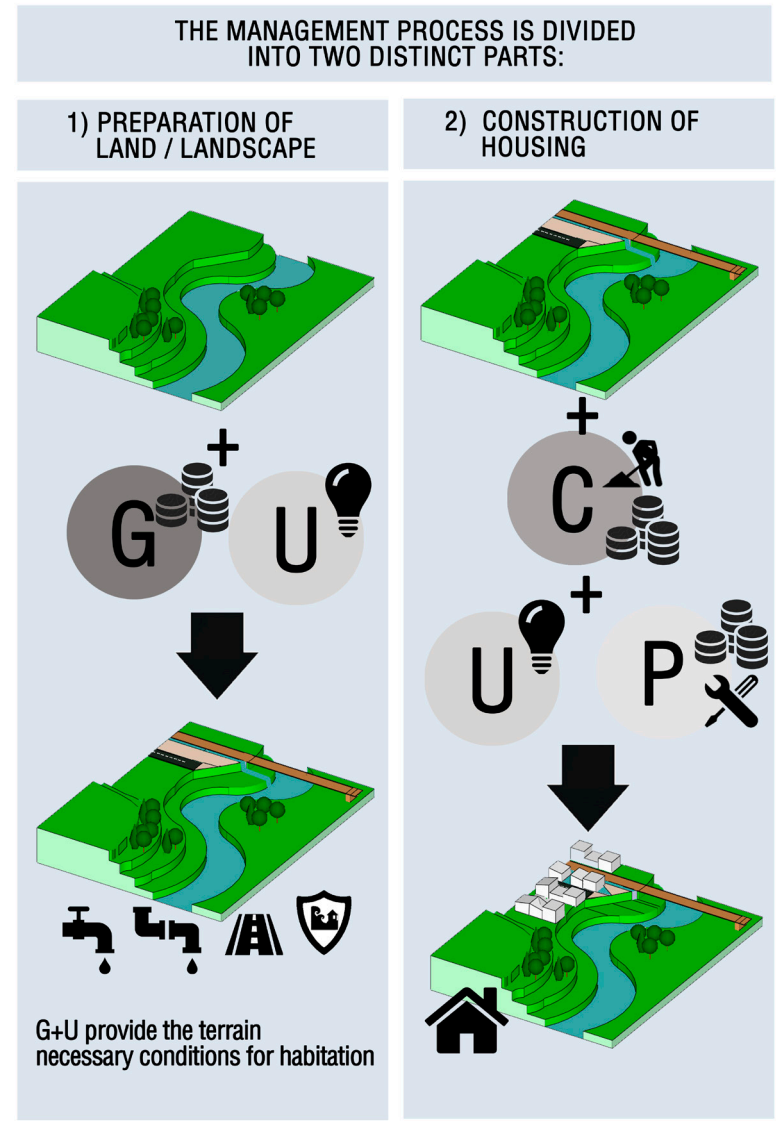 THE MANAGEMENT PROCESS IS DIVIDED
INTO TWO DISTINCT PARTS:
1) PREPARATION OF
LAND / LANDSCAPE
G
U
G+U provide the terrain
necessary conditions for habitation
2) CONSTRUCTION OF
HOUSING
C
U
P